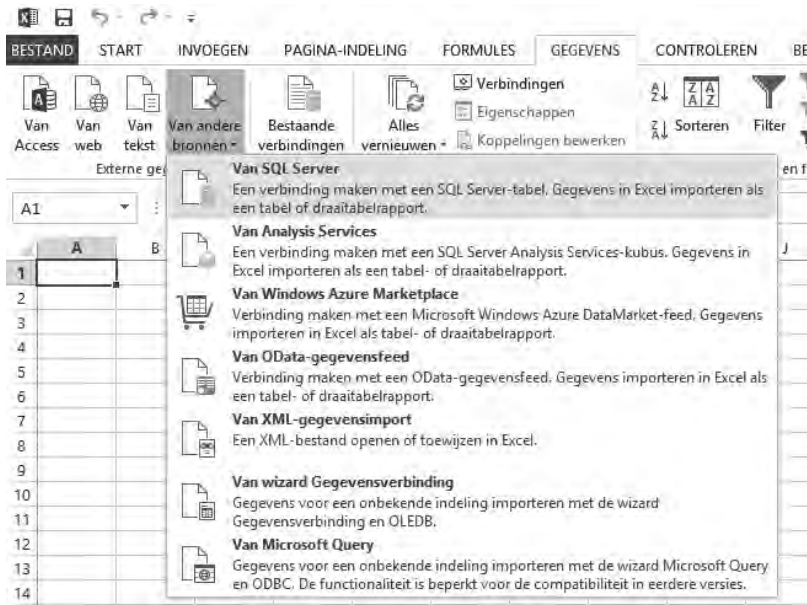 BESTAND START INVOEGEN PAGINA-INDELING FORMULES GEGEVENS CONTROLEREN BE
Van Access
Van web
Van tekst
Van andere bronnen
Bestaande verbindingen
Alles vernieuwen
Verbindingen
Eigenschappen
Koppelingen bewerken
Sorteren
Filter
Externe ge
en f
A1
A B J
Van SQL Server
Een verbinding maken met een SQL Server-tabel. Gegevens in Excel importeren als
een tabel of draaitabelrapport.
Van Analysis Services
Een verbinding maken met een SQL Server Analysis Services-kubus. Gegevens in
Excel importeren als een tabel- of draaitabelrapport.
Van Windows Azure Marketplace
Verbinding maken met een Microsoft Windows Azure DataMarket-feed. Gegevens
importeren in Excel als tabel- of draaitabelrapport.
Van OData-gegevensfeed
Verbinding maken met een OData-gegevensfeed. Gegevens importeren in Excel als
een tabel- of draaitabelrapport.
Van XML-gegevensimport
Een XML-bestand openen of toewijzen in Excel.
Van wizard Gegevensverbinding
Gegevens voor een onbekende indeling importeren met de wizard
Gegevensverbinding en OLEDB.
Van Microsoft Query
Gegevens voor een onbekende indeling importeren met de wizard Microsoft Query
en ODBC. De functionaliteit is beperkt voor de compatibiliteit in eerdere versies.
1
2
3
4
5
6
7
8
9
10
11
12
13
14